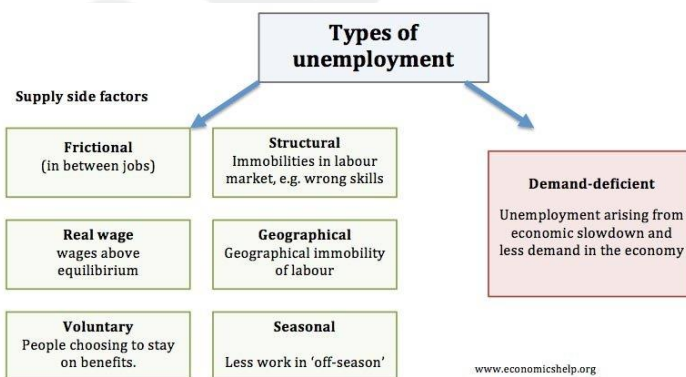 Types of
unemployment
Supply side factors
Frictional
(in between jobs)
Structural
Immobilities in labour
market, e.g. wrong skills
Real wage
wages above
equilibirium
Geographical
Geographical immobility
of labour
Voluntary
People choosing to stay
on benefits.
Seasonal
Less work in ‘off-season’
Demand-deficient
Unemployment arising from
economic slowdown and
less demand in the economy
www.economicshelp.org